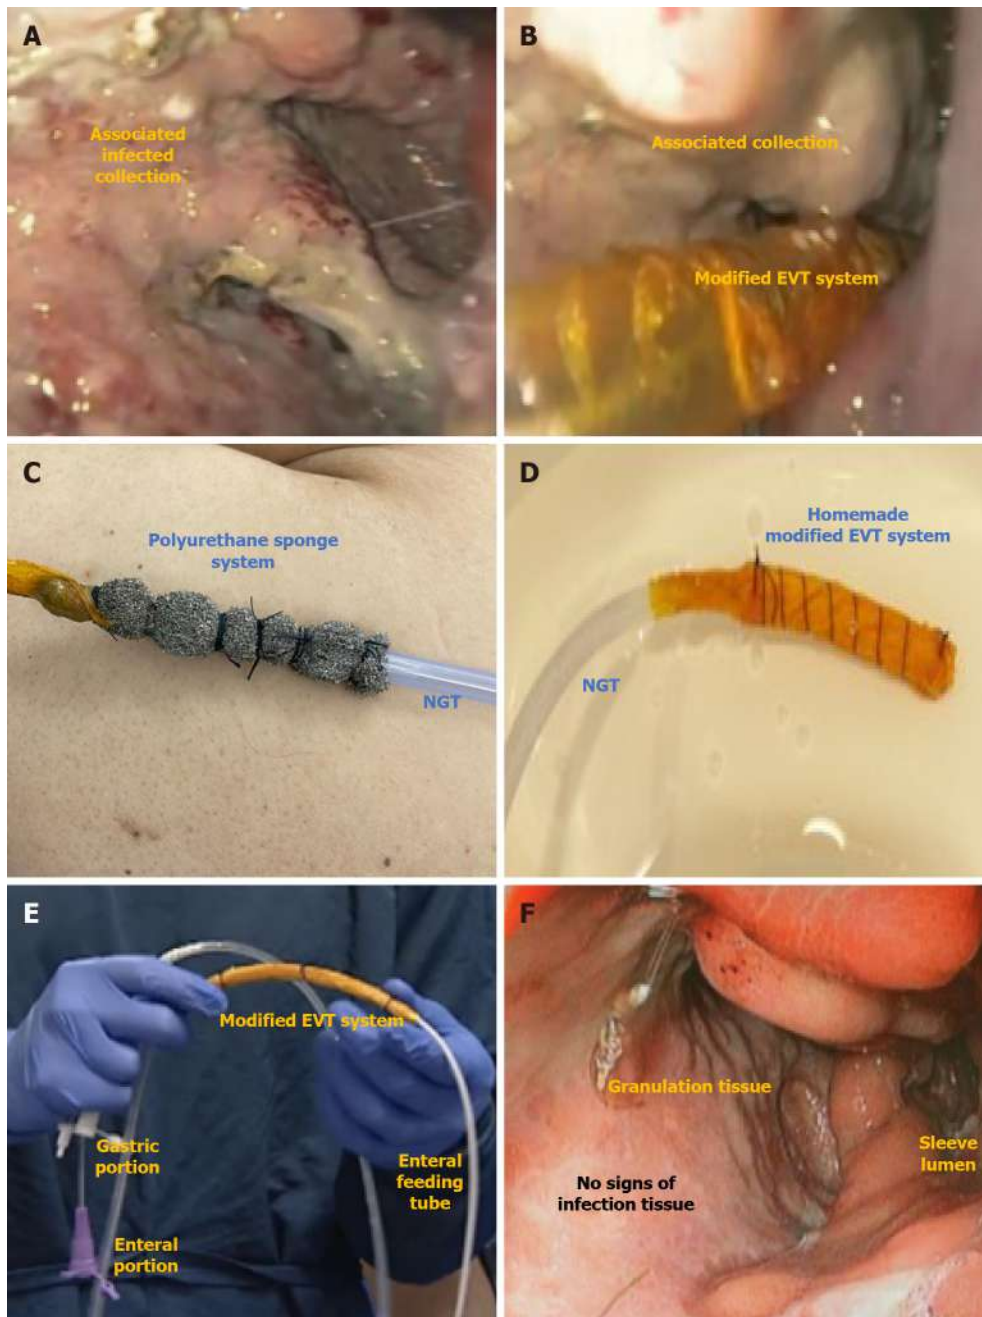 A
Associated
infected
collection
B
Associated collection
Modified EVT system
C
Polyurethane sponge
system
NGT
D
Homemade
modified EVT system
NGT
E
Modified EVT system
Gastric
portion
Enteral
feeding
tube
Enteral
portion
F
Granulation tissue
Sleeve
lumen
No signs of
infection tissue